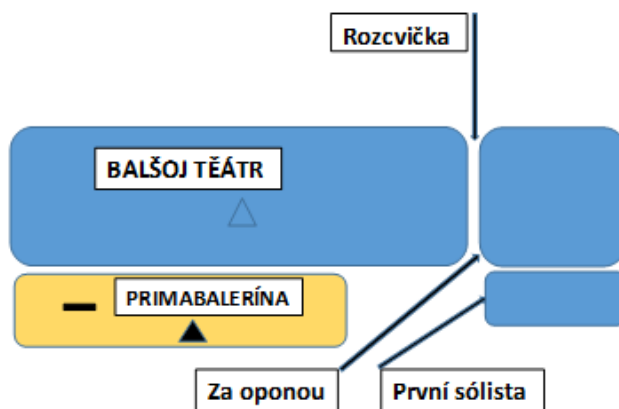 Rozcvička
BALŠOJ TĚÁTR
PRIMABALERÍNA
Za oponou
První sólista